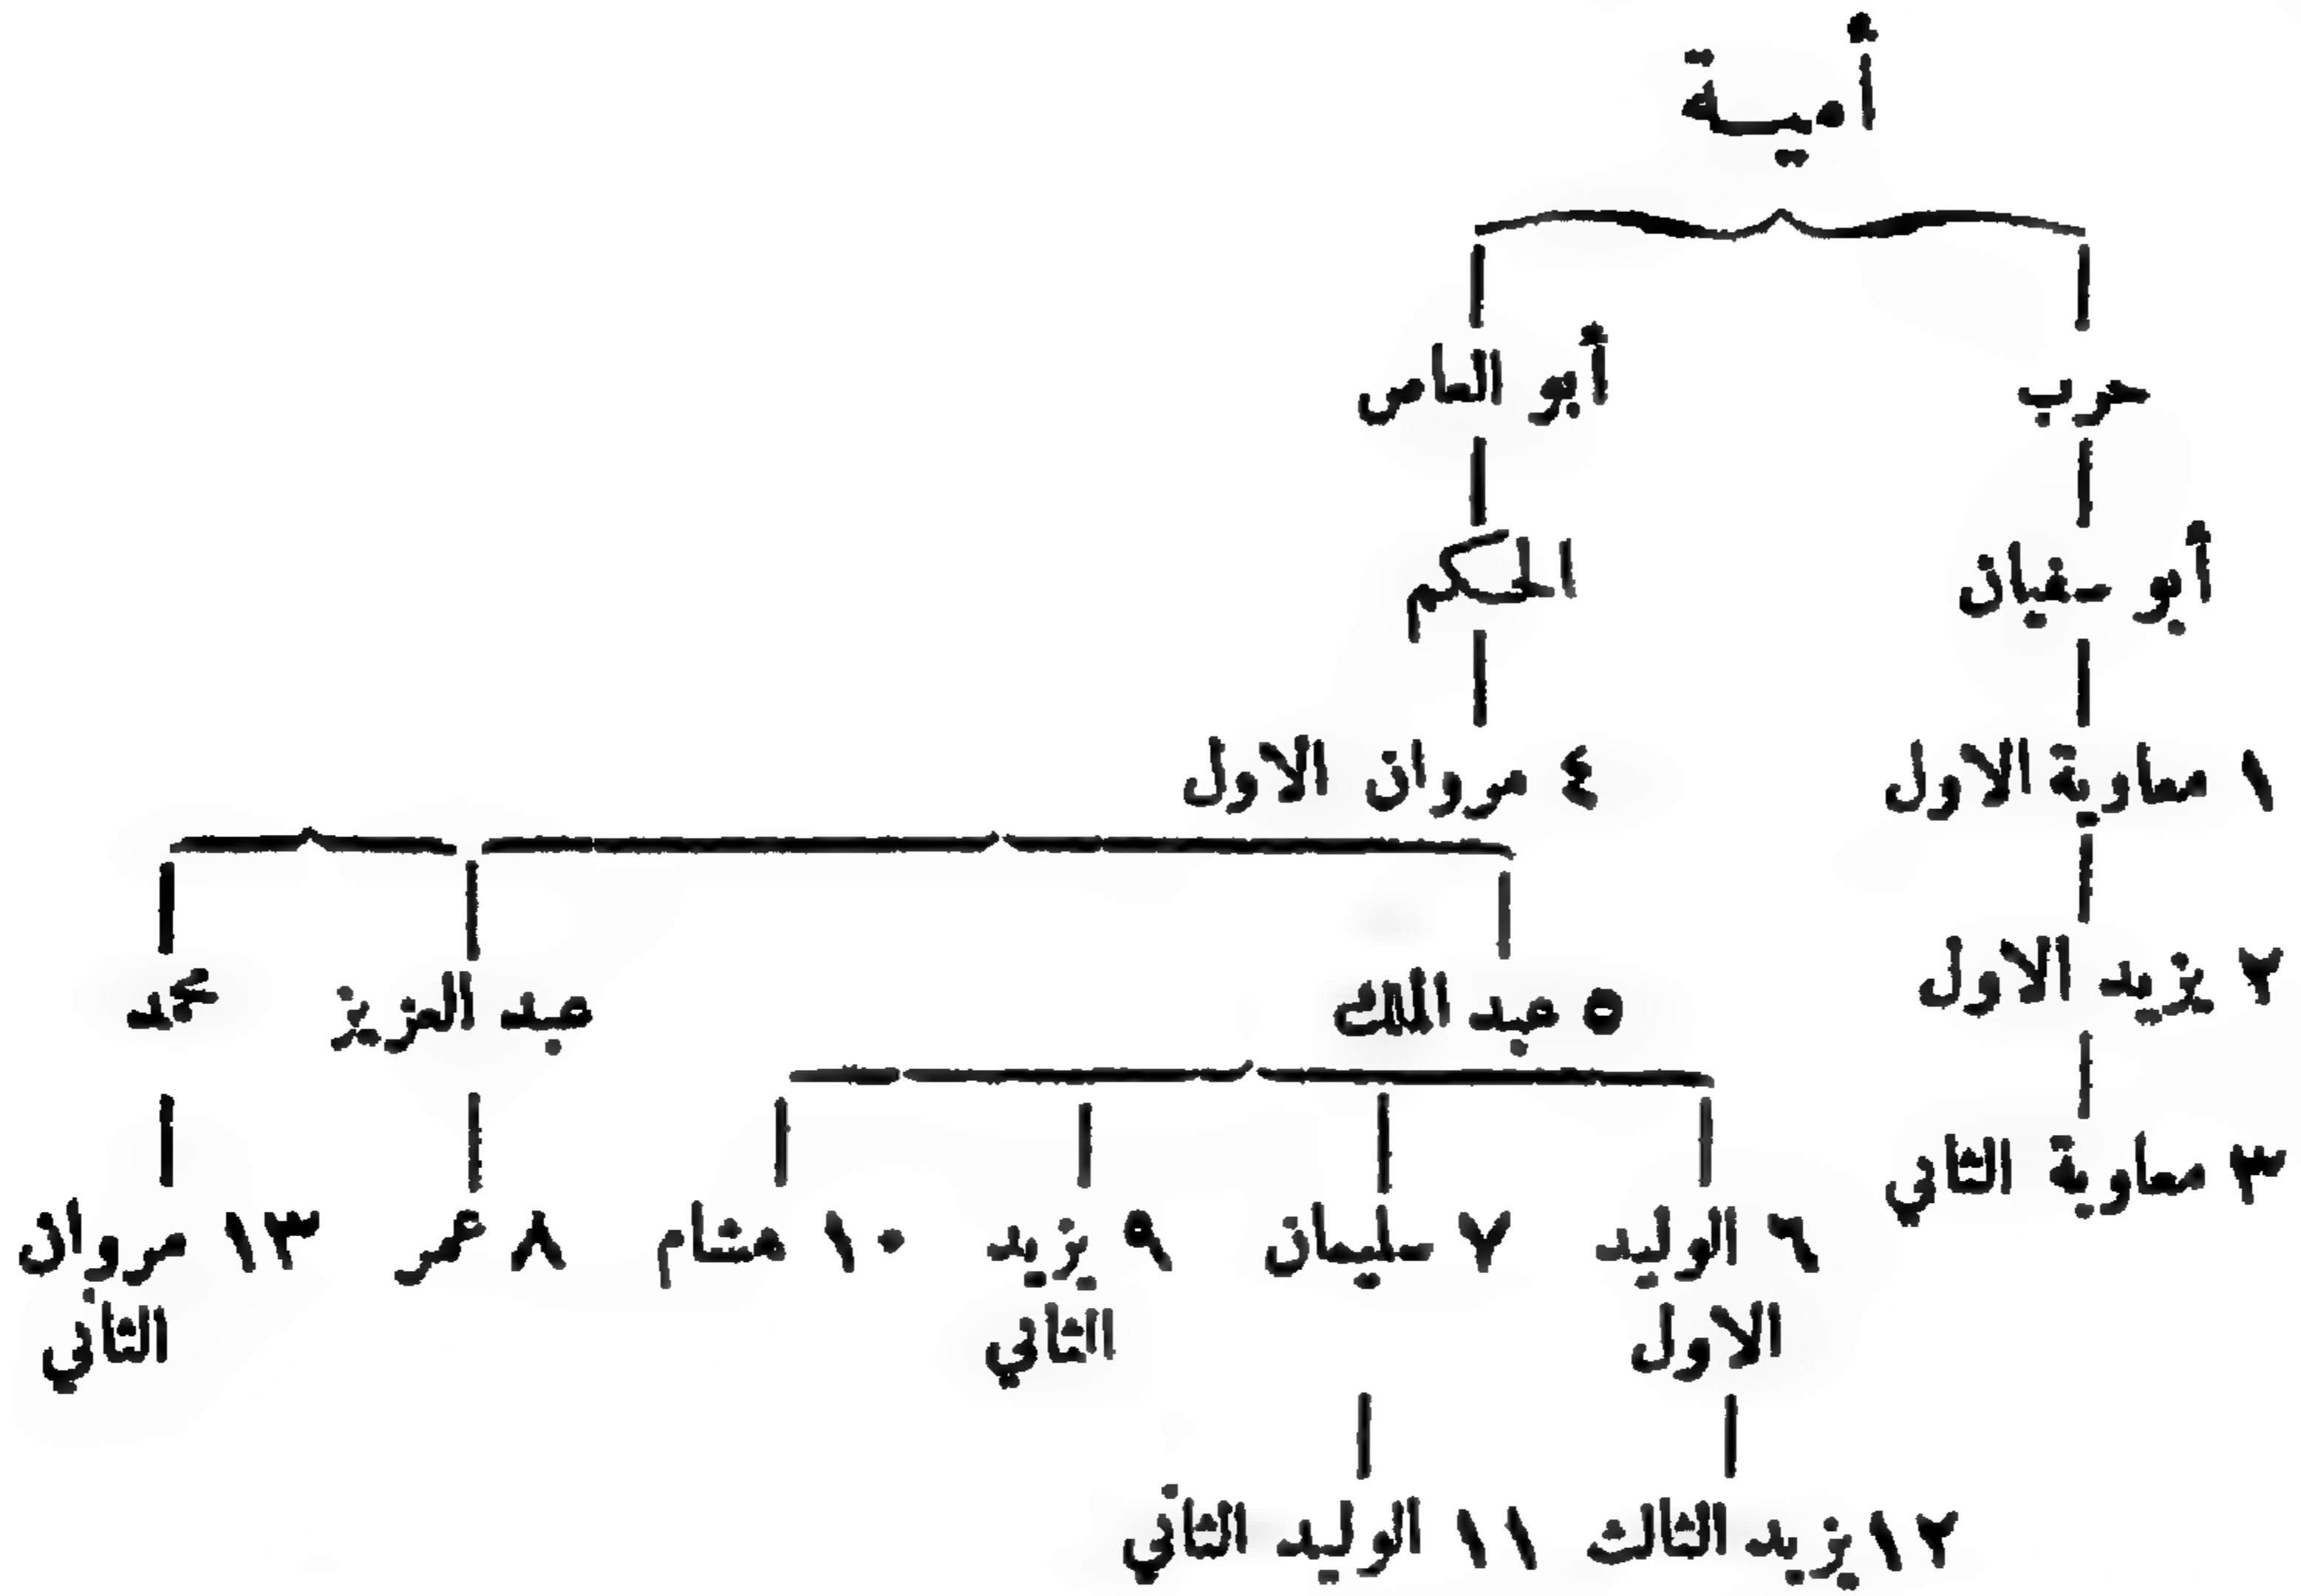 أميـة
حرب
أبو العاص
أبو سفيان
الحكم
١ معاوية الاول
٤ مروان الاول
٢ يزيد الاول
٥ عبد الملك
عبد العزيز
محمد
٣ معاوية الثاني
٦ الوليد
الاول
٧ سليمان
٩ يزيد
الثاني
١٠ هشام
٨ عمر
١٣ مروان
الثاني
١٢ يزيد الثالث
١١ الوليد الثاني